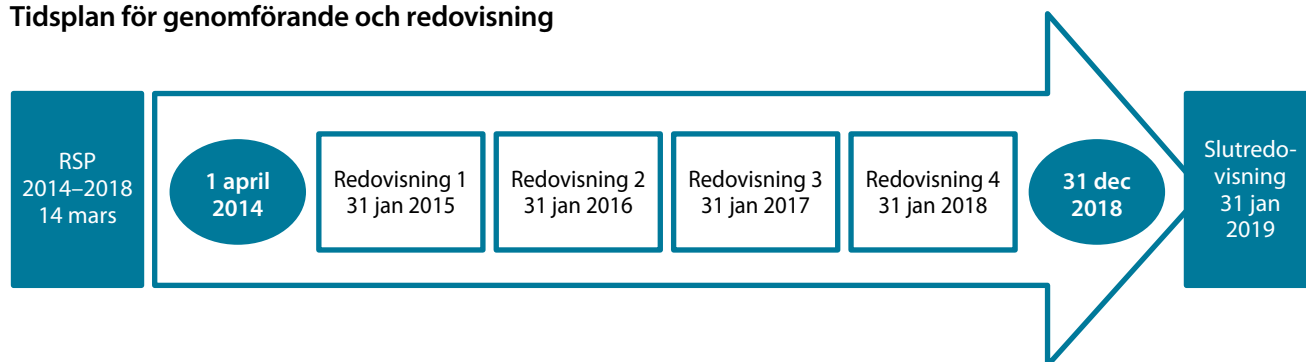 Tidsplan för genomförande och redovisning
RSP
2014–2018
14 mars
1 april
2014
Redovisning 1
31 jan 2015
Redovisning 2
31 jan 2016
Redovisning 3
31 jan 2017
Redovisning 4
31 jan 2018
31 dec
2018
Slutredo-
visning
31 jan
2019